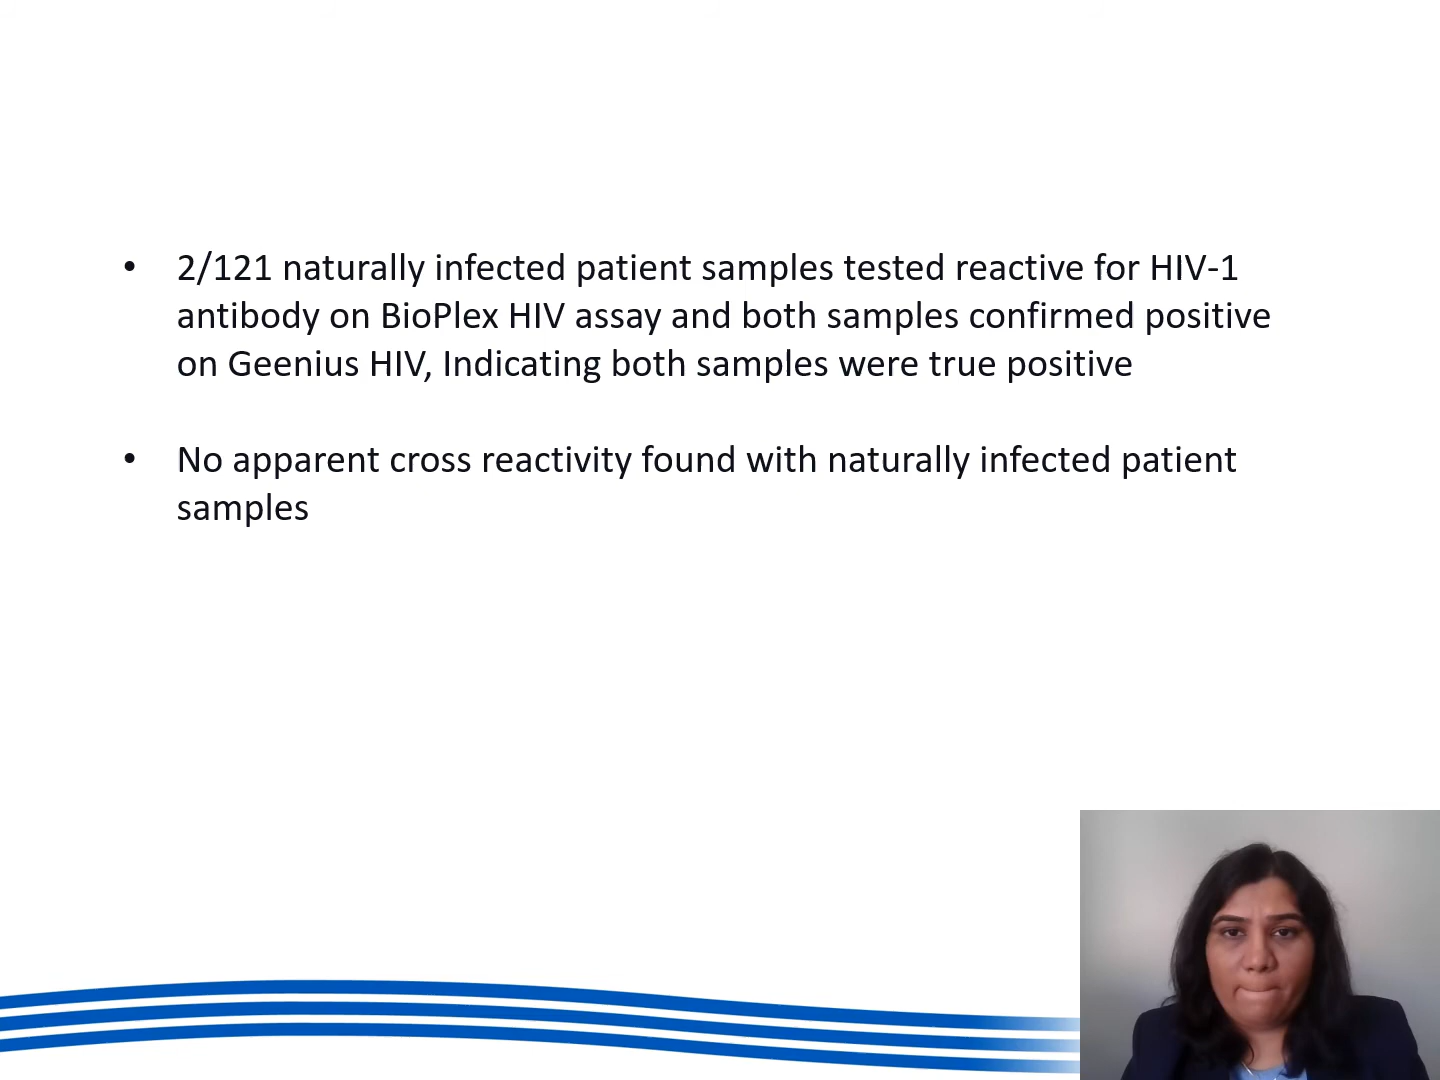 • 2/121 naturally infected patient samples tested reactive for HIV-1
antibody on BioPlex HIV assay and both samples confirmed positive
on Geenius HIV, Indicating both samples were true positive
• No apparent cross reactivity found with naturally infected patient
samples